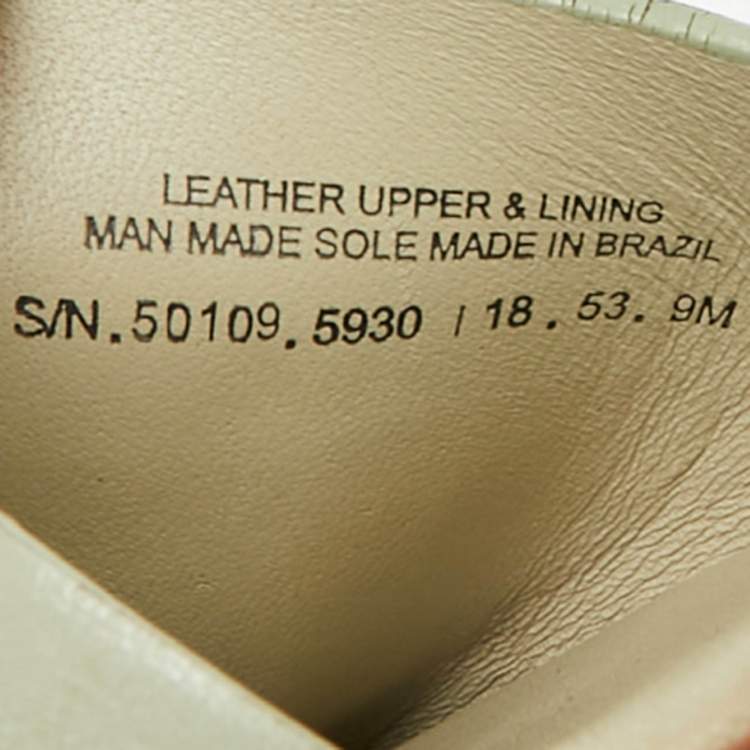 LEATHER UPPER & LINING
MAN MADE SOLE MADE IN BRAZIL
S/N.50109.5930 / 18.53.9M